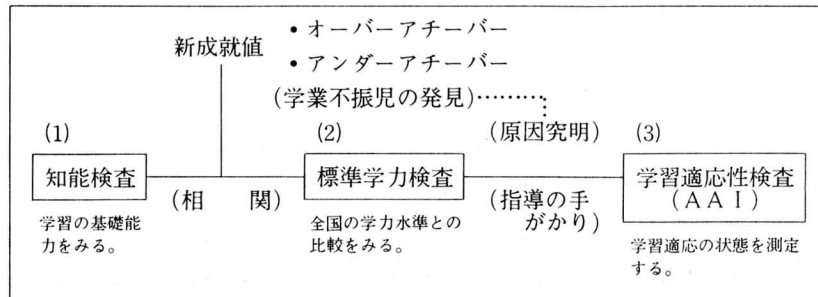 新成就値
• オーバーアチーバー
• アンダーアチーバー
(学業不振児の発見)………
(1)
(2)
(原因究明)
(3)
知能検査
(相　関)
標準学力検査
(指導の手
がかり)
学習適応性検査
(AAI)
学習の基礎能
力をみる。
全国の学力水準との
比較をみる。
学習適応の状態を測定
する。